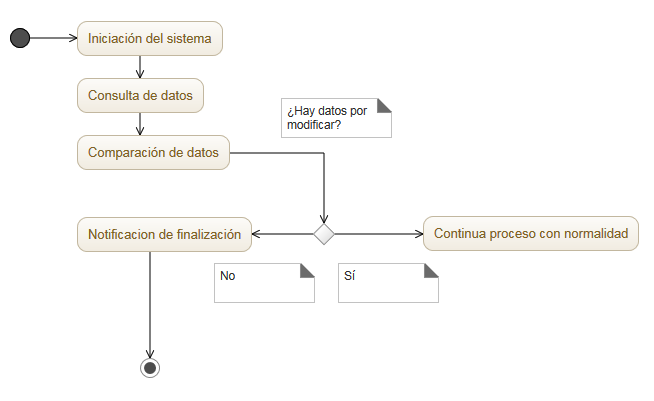 Iniciación del sistema
Consulta de datos
¿Hay datos por
modificar?
Comparación de datos
Notificacion de finalización
Continua proceso con normalidad
No
Sí